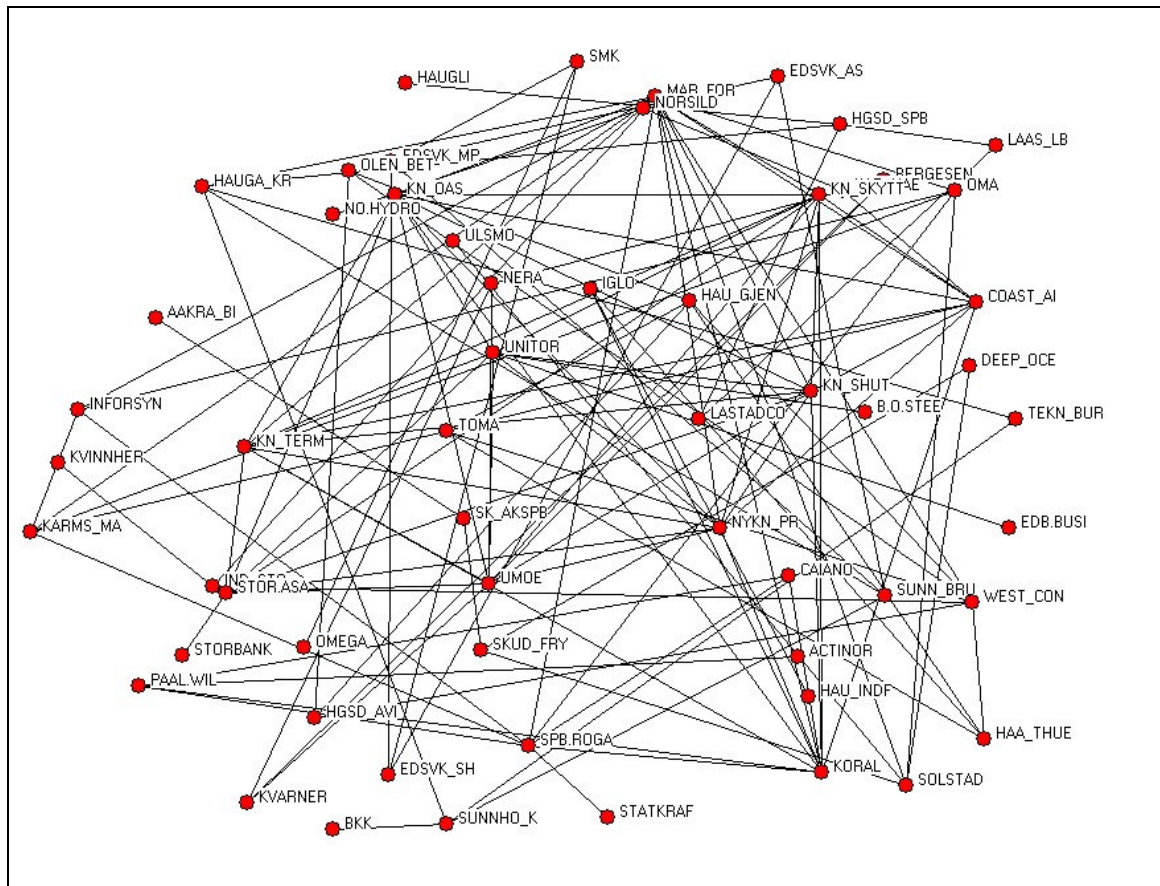 SMK
HAUGLI
EDSVK_AS
MAR_FOR
NORSILD
HGSD_SPB
LAAS_LB
EDSVK_MP
OLEN_BET
HAUGA_KR
BERGESEN
KN_SKYTT
OMA
KN_OAS
NO.HYDRO
ULSMO
NERA
IGLO
HAU_GJEN
COAST_AI
AAKRA_BI
UNITOR
DEEP_OCE
KN_SHUT
INFORSYN
B.O.STEE
LASTADCO
TEKN_BUR
TOMA
KN_TERM
KVINNHER
SK_AKSPB
NYKN_PR
EDB.BUSI
KARMS_MA
CAIANO
UMOE
STOR.ASA
SUNN_BRU
WEST_CON
OMEGA
SKUD_FRY
STORBANK
ACTINOR
PAAL.WIL
HAU_INDF
HGSD_AVI
HAA_THUE
SPB.ROGA
EDSVK_SH
KORAL
SOLSTAD
KVARNER
STATKRAF
SUNNHO_K
BKK